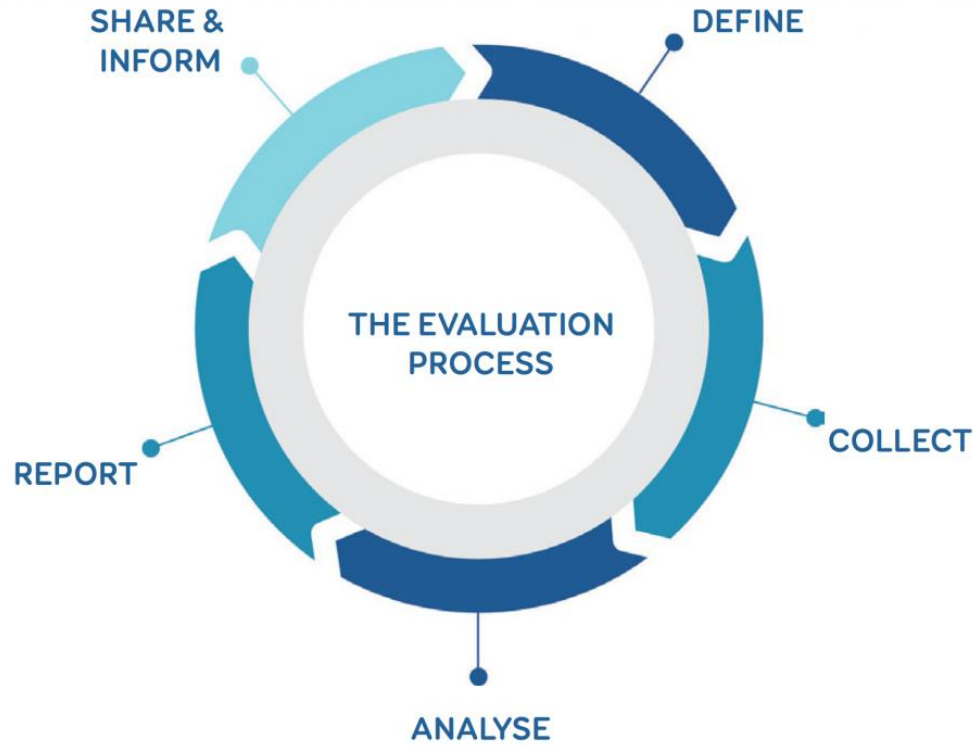 SHARE &
INFORM
DEFINE
THE EVALUATION
PROCESS
COLLECT
REPORT
ANALYSE